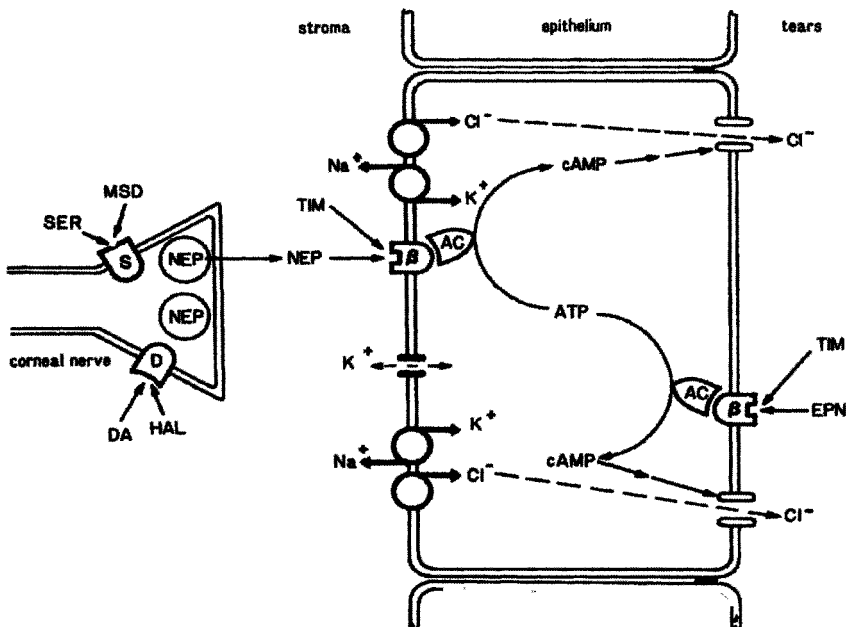 stroma epithelium tears
Cl⁻
Cl⁻
Na⁺
cAMP
MSD
K⁺
TIM
SER
AC
S
NEP
NEP
β
NEP
ATP
TIM
corneal nerve
D
K⁺
AC
β
EPN
DA
HAL
K⁺
Na⁺
cAMP
Cl⁻
Cl⁻